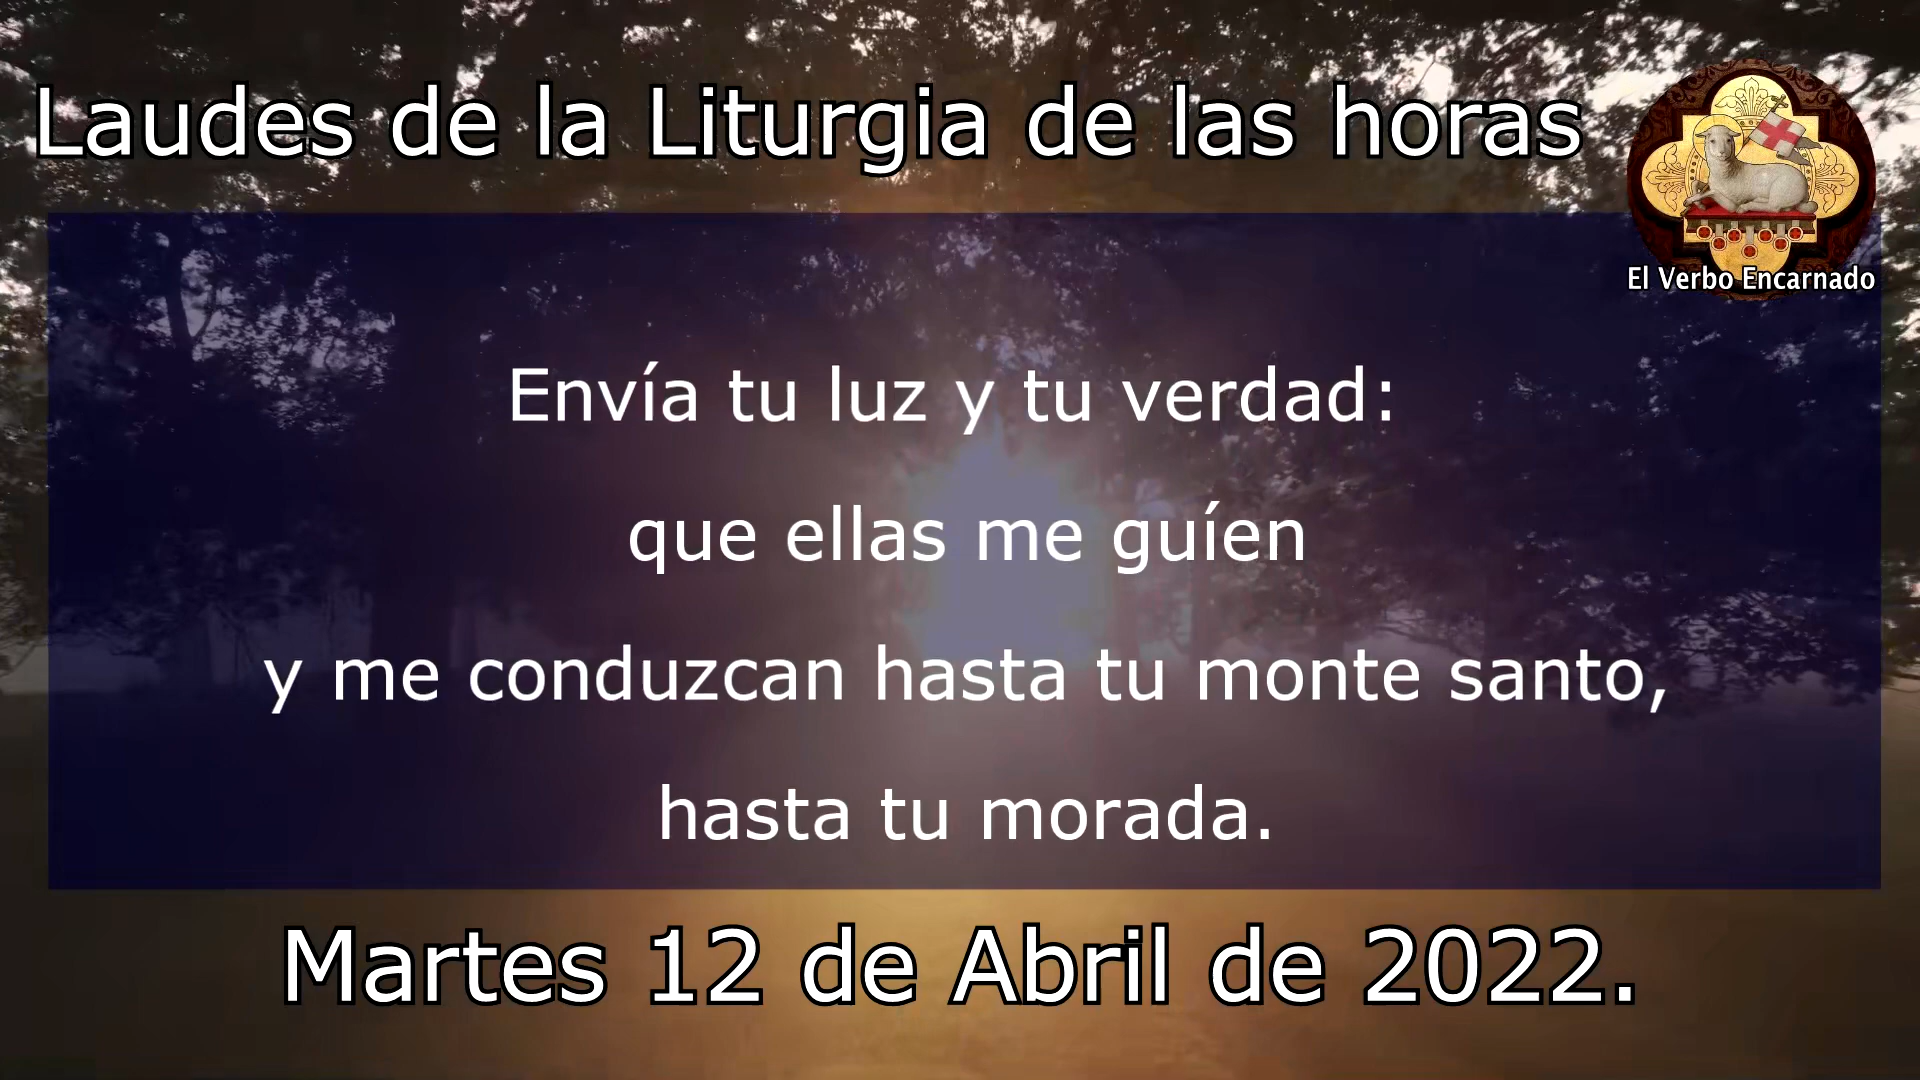 Laudes de la Liturgia de las horas
El Verbo Encarnado
Envía tu luz y tu verdad:
que ellas me guíen
y me conduzcan hasta tu monte santo,
hasta tu morada.
Martes 12 de Abril de 2022.